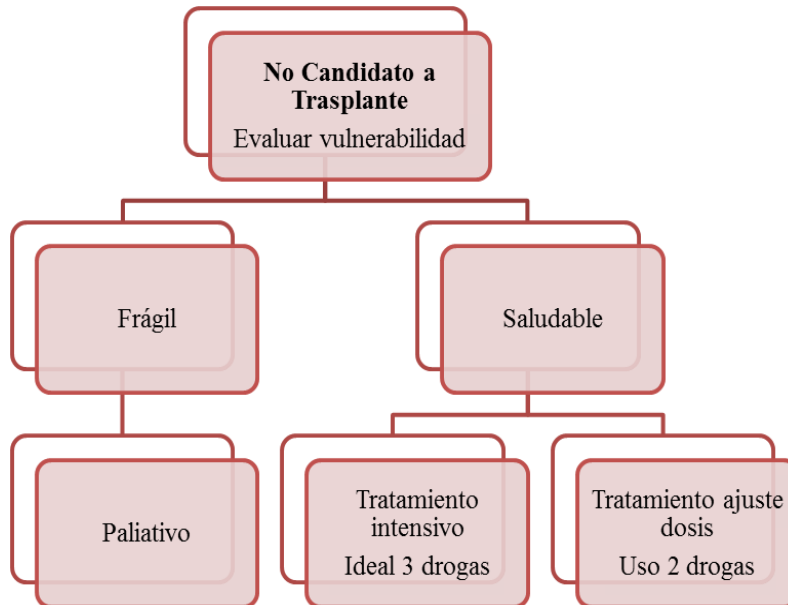 No Candidato a
Trasplante
Evaluar vulnerabilidad
Frágil
Saludable
Paliativo
Tratamiento
intensivo
Ideal 3 drogas
Tratamiento ajuste
dosis
Uso 2 drogas